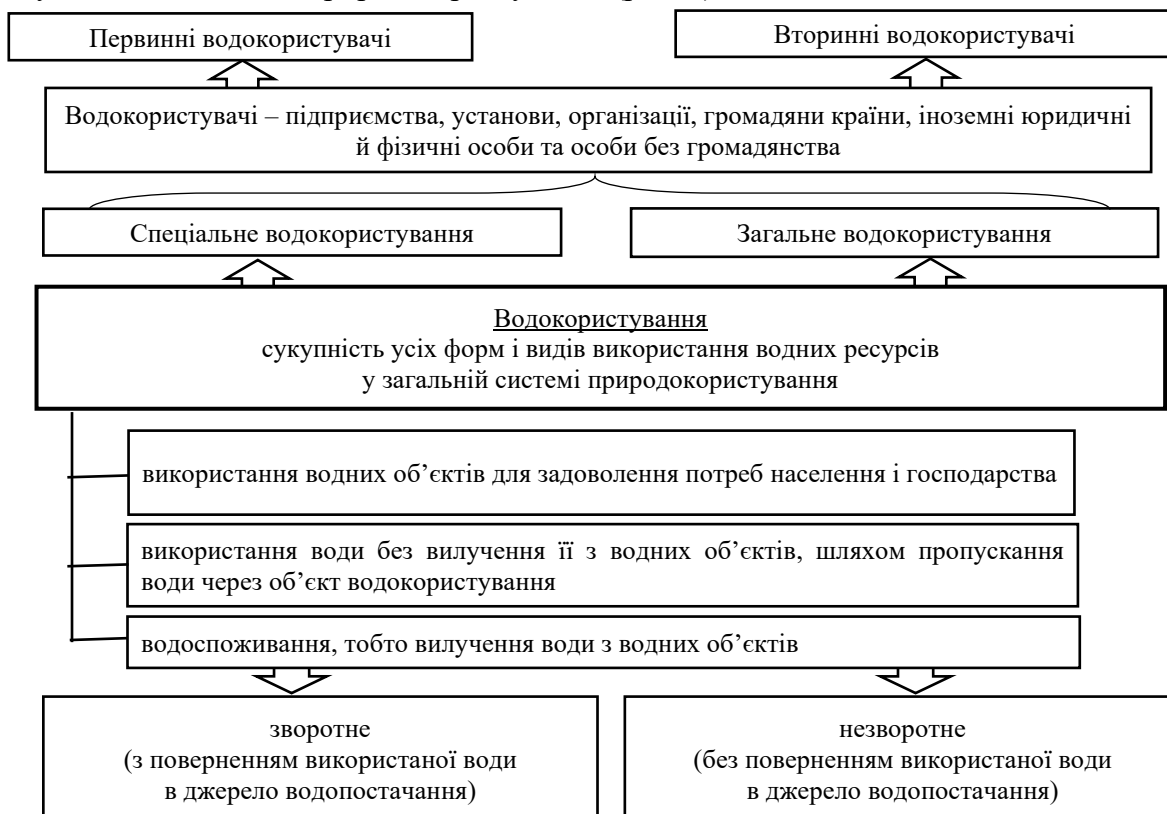 Первинні водокористувачі
Вторинні водокористувачі
Водокористувачі – підприємства, установи, організації, громадяни країни, іноземні юридичні
й фізичні особи та особи без громадянства
Спеціальне водокористування
Загальне водокористування
Водокористування
сукупність усіх форм і видів використання водних ресурсів
у загальній системі природокористування
використання водних об’єктів для задоволення потреб населення і господарства
використання води без вилучення її з водних об’єктів, шляхом пропускання
води через об’єкт водокористування
водоспоживання, тобто вилучення води з водних об’єктів
зворотне
(з поверненням використаної води
в джерело водопостачання)
незворотне
(без поверненням використаної води
в джерело водопостачання)